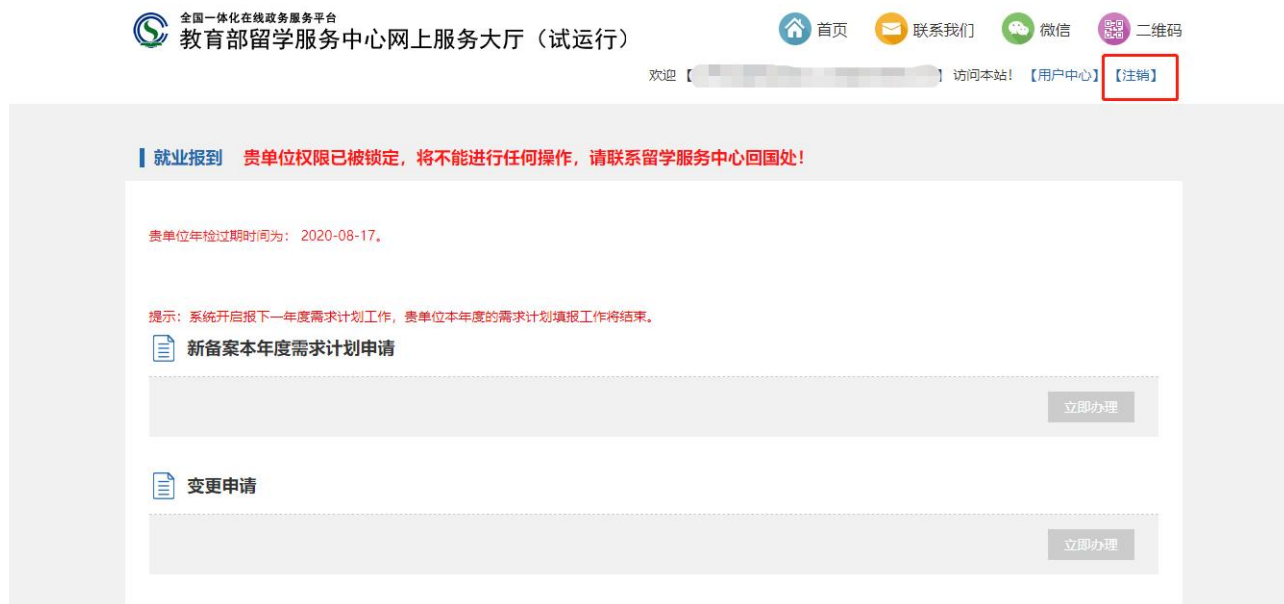 全国一体化在线政务服务平台
教育部留学服务中心网上服务大厅（试运行）
首页 联系我们 微信 二维码
欢迎【 】访问本站！【用户中心】【注销】
就业报到 贵单位权限已被锁定，将不能进行任何操作，请联系留学服务中心回国处！
贵单位年检过期时间为： 2020-08-17。
提示：系统开启报下一年度需求计划工作，贵单位本年度的需求计划填报工作将结束。
新备案本年度需求计划申请
立即办理
变更申请
立即办理